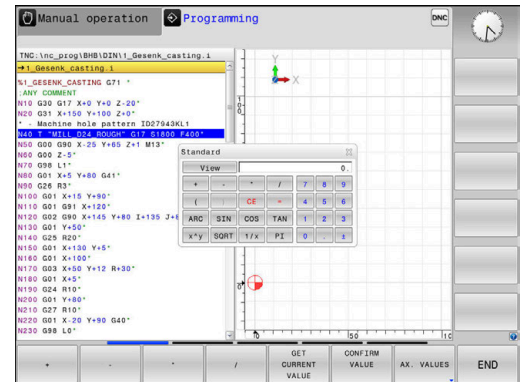 Manual operation
Programming
DNC
TNC:\nc_prog\BHB\DIN\1_Gesenk_casting.i
→1_Gesenk_casting.i
%1_GESENK_CASTING G71 *
;ANY COMMENT
N10 G30 G17 X+0 Y+0 Z-20*
N20 G31 X+150 Y+100 Z+0*
* - Machine hole pattern ID27943KL1
N40 T "MILL_D24_ROUGH" G17 S1800 F400*
N50 G00 G90 X-25 Y+65 Z+1 M13*
N60 G00 Z-5*
N70 G98 L1*
N80 G01 X+5 Y+80 G41*
N90 G26 R3*
N100 G01 X+15 Y+90*
N110 G01 G91 X+120*
N120 G02 G90 X+145 Y+80 I+135 J+
N130 G01 Y+50*
N140 G25 R20*
N150 G01 X+130 Y+5*
N160 G01 X+100*
N170 G03 X+50 Y+12 R+30*
N180 G01 X+5*
N190 G24 R10*
N200 G01 Y+80*
N210 G27 R10*
N220 G01 X-20 Y+90 G40*
N230 G98 L0*
Y
X
Standard
View
0.
+ - * / 7 8 9
( ) CE = 4 5 6
ARC SIN COS TAN 1 2 3
x^y SQRT 1/x PI 0 . ±
0
50
+
-
*
/
GET CURRENT VALUE
CONFIRM VALUE
AX. VALUES
END